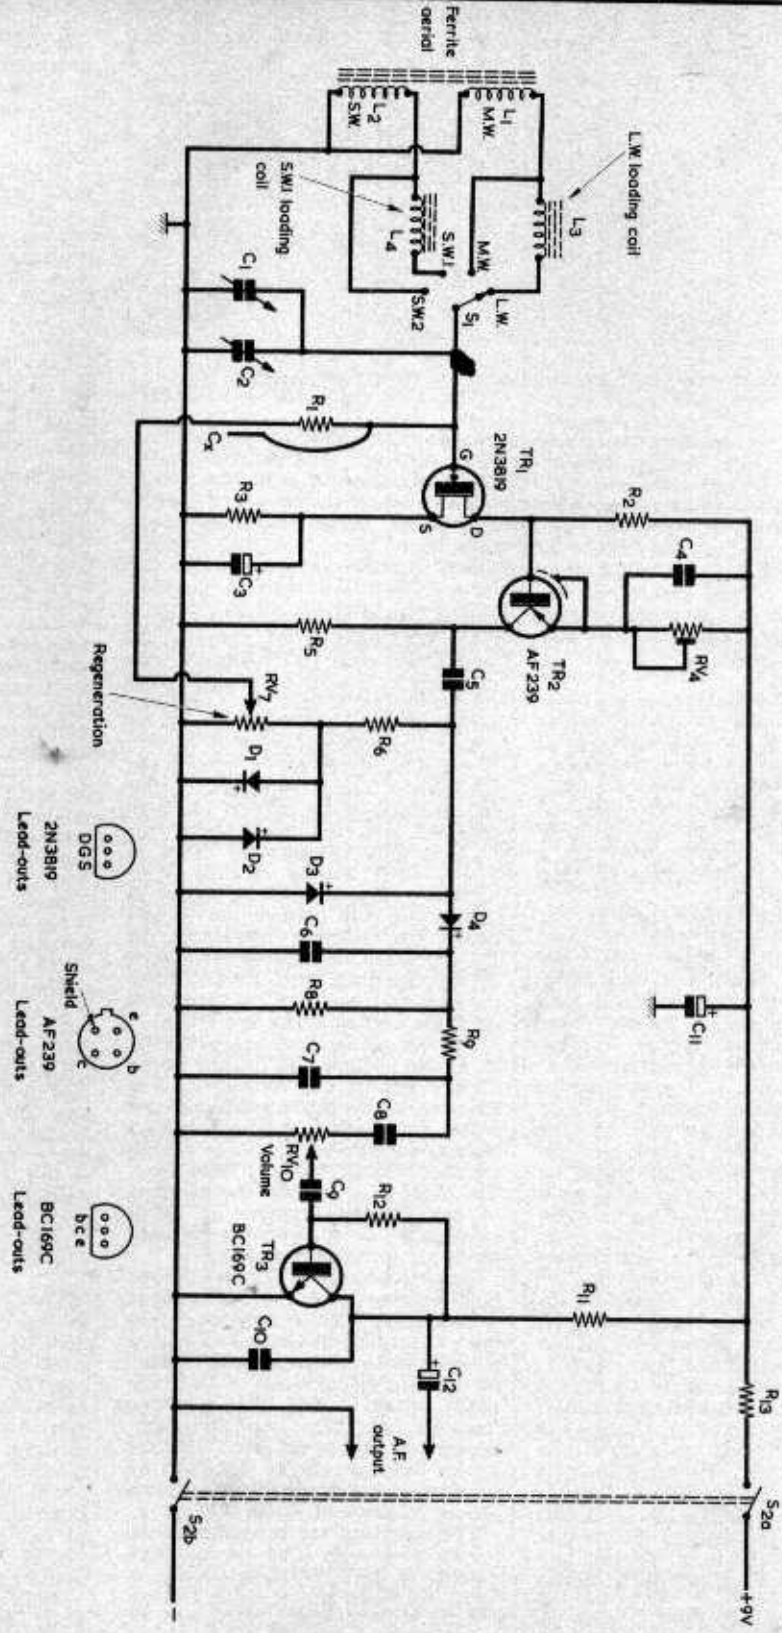 Ferrite
aerial
L.W. loading coil
L1
M.W.
L2
S.W.
L3
S.W.1 loading
coil
L4
S.W.1
M.W.
L.W.
S.W.2
S1
C1
C2
R1
Cx
TR1
2N3819
G
D
S
R2
R3
C3
+
C4
RV4
TR2
AF239
R5
C5
R6
RV7
Regeneration
D1
+
D2
+
D3
+
D4
+
C6
R8
R9
C7
C8
RV10
Volume
C9
R12
TR3
BC169C
C10
C11
+
R11
C12
+
A.F.
output
R13
S2a
S2b
+9V
−
DGS
2N3819
Lead-outs
Shield
e
b
c
AF239
Lead-outs
bce
BC169C
Lead-outs